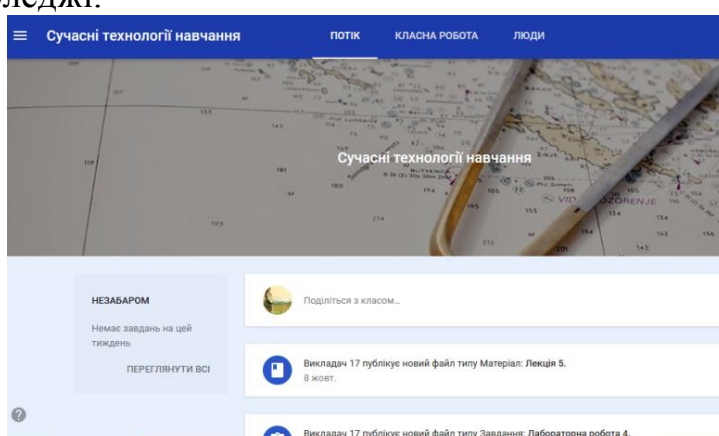 Сучасні технології навчання
ПОТІК КЛАСНА РОБОТА ЛЮДИ
Сучасні технології навчання
НЕЗАБАРОМ
Немає завдань на цей
тиждень
ПЕРЕГЛЯНУТИ ВСІ
Поділіться з класом...
Викладач 17 публікує новий файл типу Матеріал: Лекція 5.
8 жовт.
Викладач 17 публікує новий файл типу Завдання: Лабораторна робота 4.